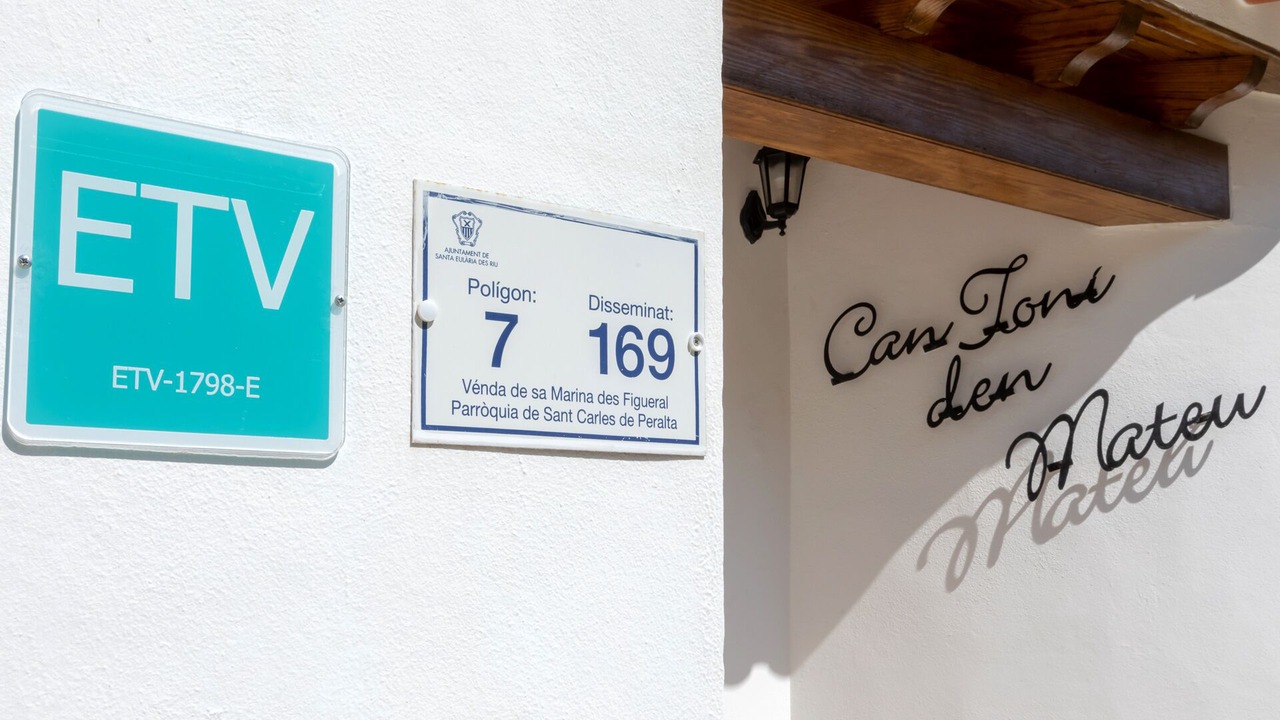 ETV
ETV-1798-E
AJUNTAMENT DE
SANTA EULÀRIA DES RIU
Polígon:
7
Disseminat:
169
Vénda de sa Marina des Figueral
Parròquia de Sant Carles de Peralta
Can Toni
den
Mateu